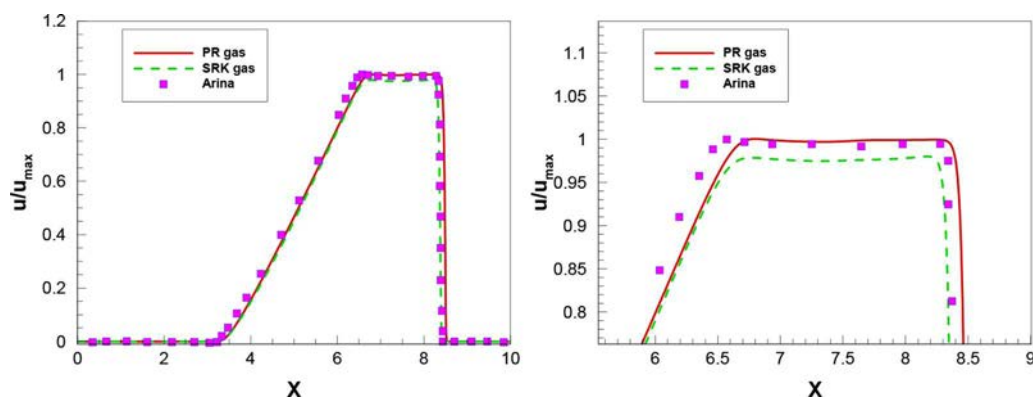 1.2
PR gas
SRK gas
Arina
1
0.8
0.6
0.4
0.2
0
u/u_max
0 2 4 6 8 10
X
1.1
PR gas
SRK gas
Arina
1.05
1
0.95
0.9
0.85
0.8
u/u_max
6 6.5 7 7.5 8 8.5 9
X